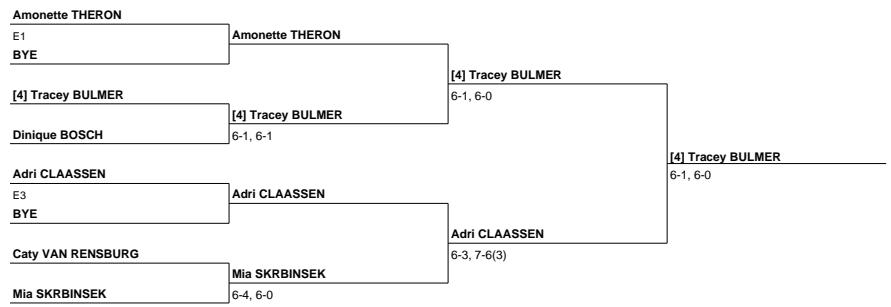 Amonette THERON
E1
BYE
Amonette THERON
[4] Tracey BULMER
6-1, 6-0
[4] Tracey BULMER
[4] Tracey BULMER
Dinique BOSCH
6-1, 6-1
[4] Tracey BULMER
6-1, 6-0
Adri CLAASSEN
E3
BYE
Adri CLAASSEN
Adri CLAASSEN
6-3, 7-6(3)
Caty VAN RENSBURG
Mia SKRBINSEK
Mia SKRBINSEK
6-4, 6-0